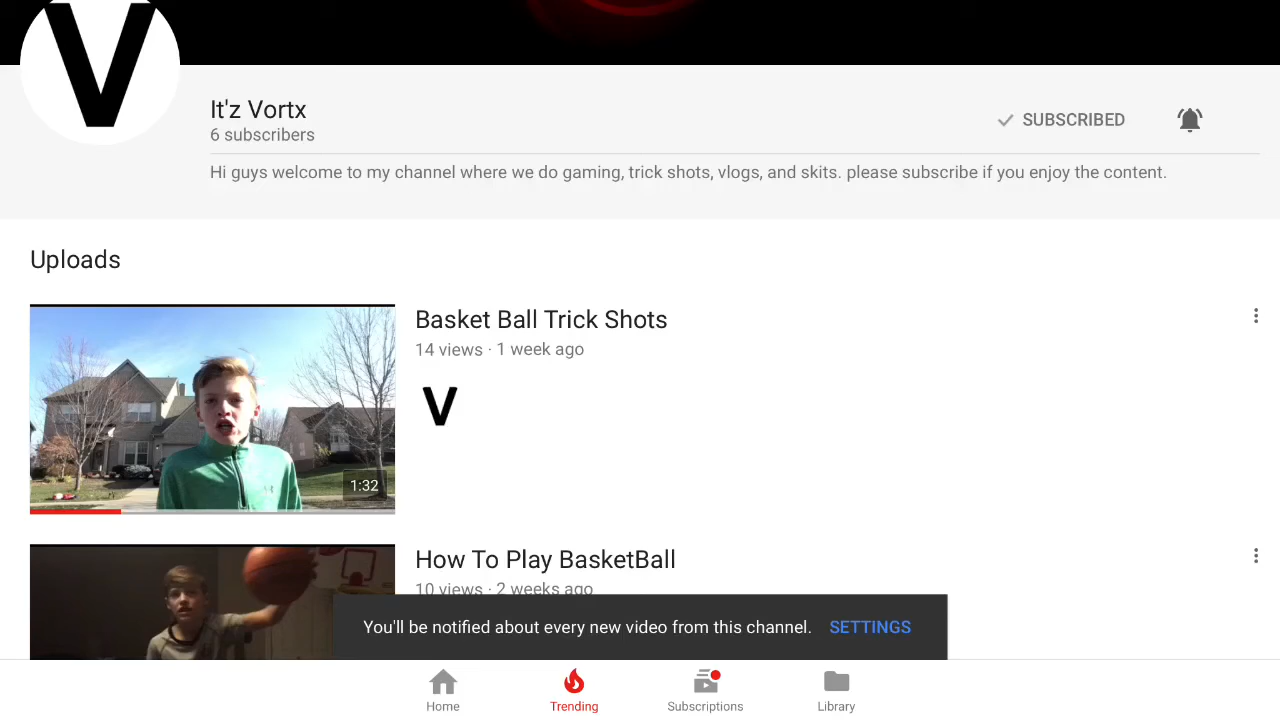 V
It'z Vortx
6 subscribers
SUBSCRIBED
Hi guys welcome to my channel where we do gaming, trick shots, vlogs, and skits. please subscribe if you enjoy the content.
Uploads
Basket Ball Trick Shots
14 views · 1 week ago
V
1:32
How To Play BasketBall
10 views · 2 weeks ago
You'll be notified about every new video from this channel. SETTINGS
Home Trending Subscriptions Library